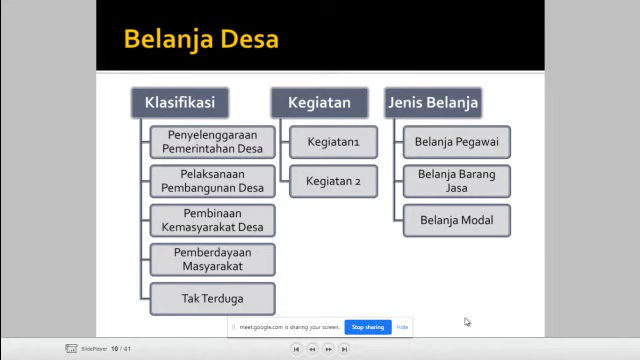 Belanja Desa
Klasifikasi
Penyelenggaraan
Pemerintahan Desa
Pelaksanaan
Pembangunan Desa
Pembinaan
Kemasyarakat Desa
Pemberdayaan
Masyarakat
Tak Terduga
Kegiatan
Kegiatan1
Kegiatan 2
Jenis Belanja
Belanja Pegawai
Belanja Barang
Jasa
Belanja Modal
meet.google.com is sharing your screen.
Stop sharing
Hide
SlidePlayer
10 / 41